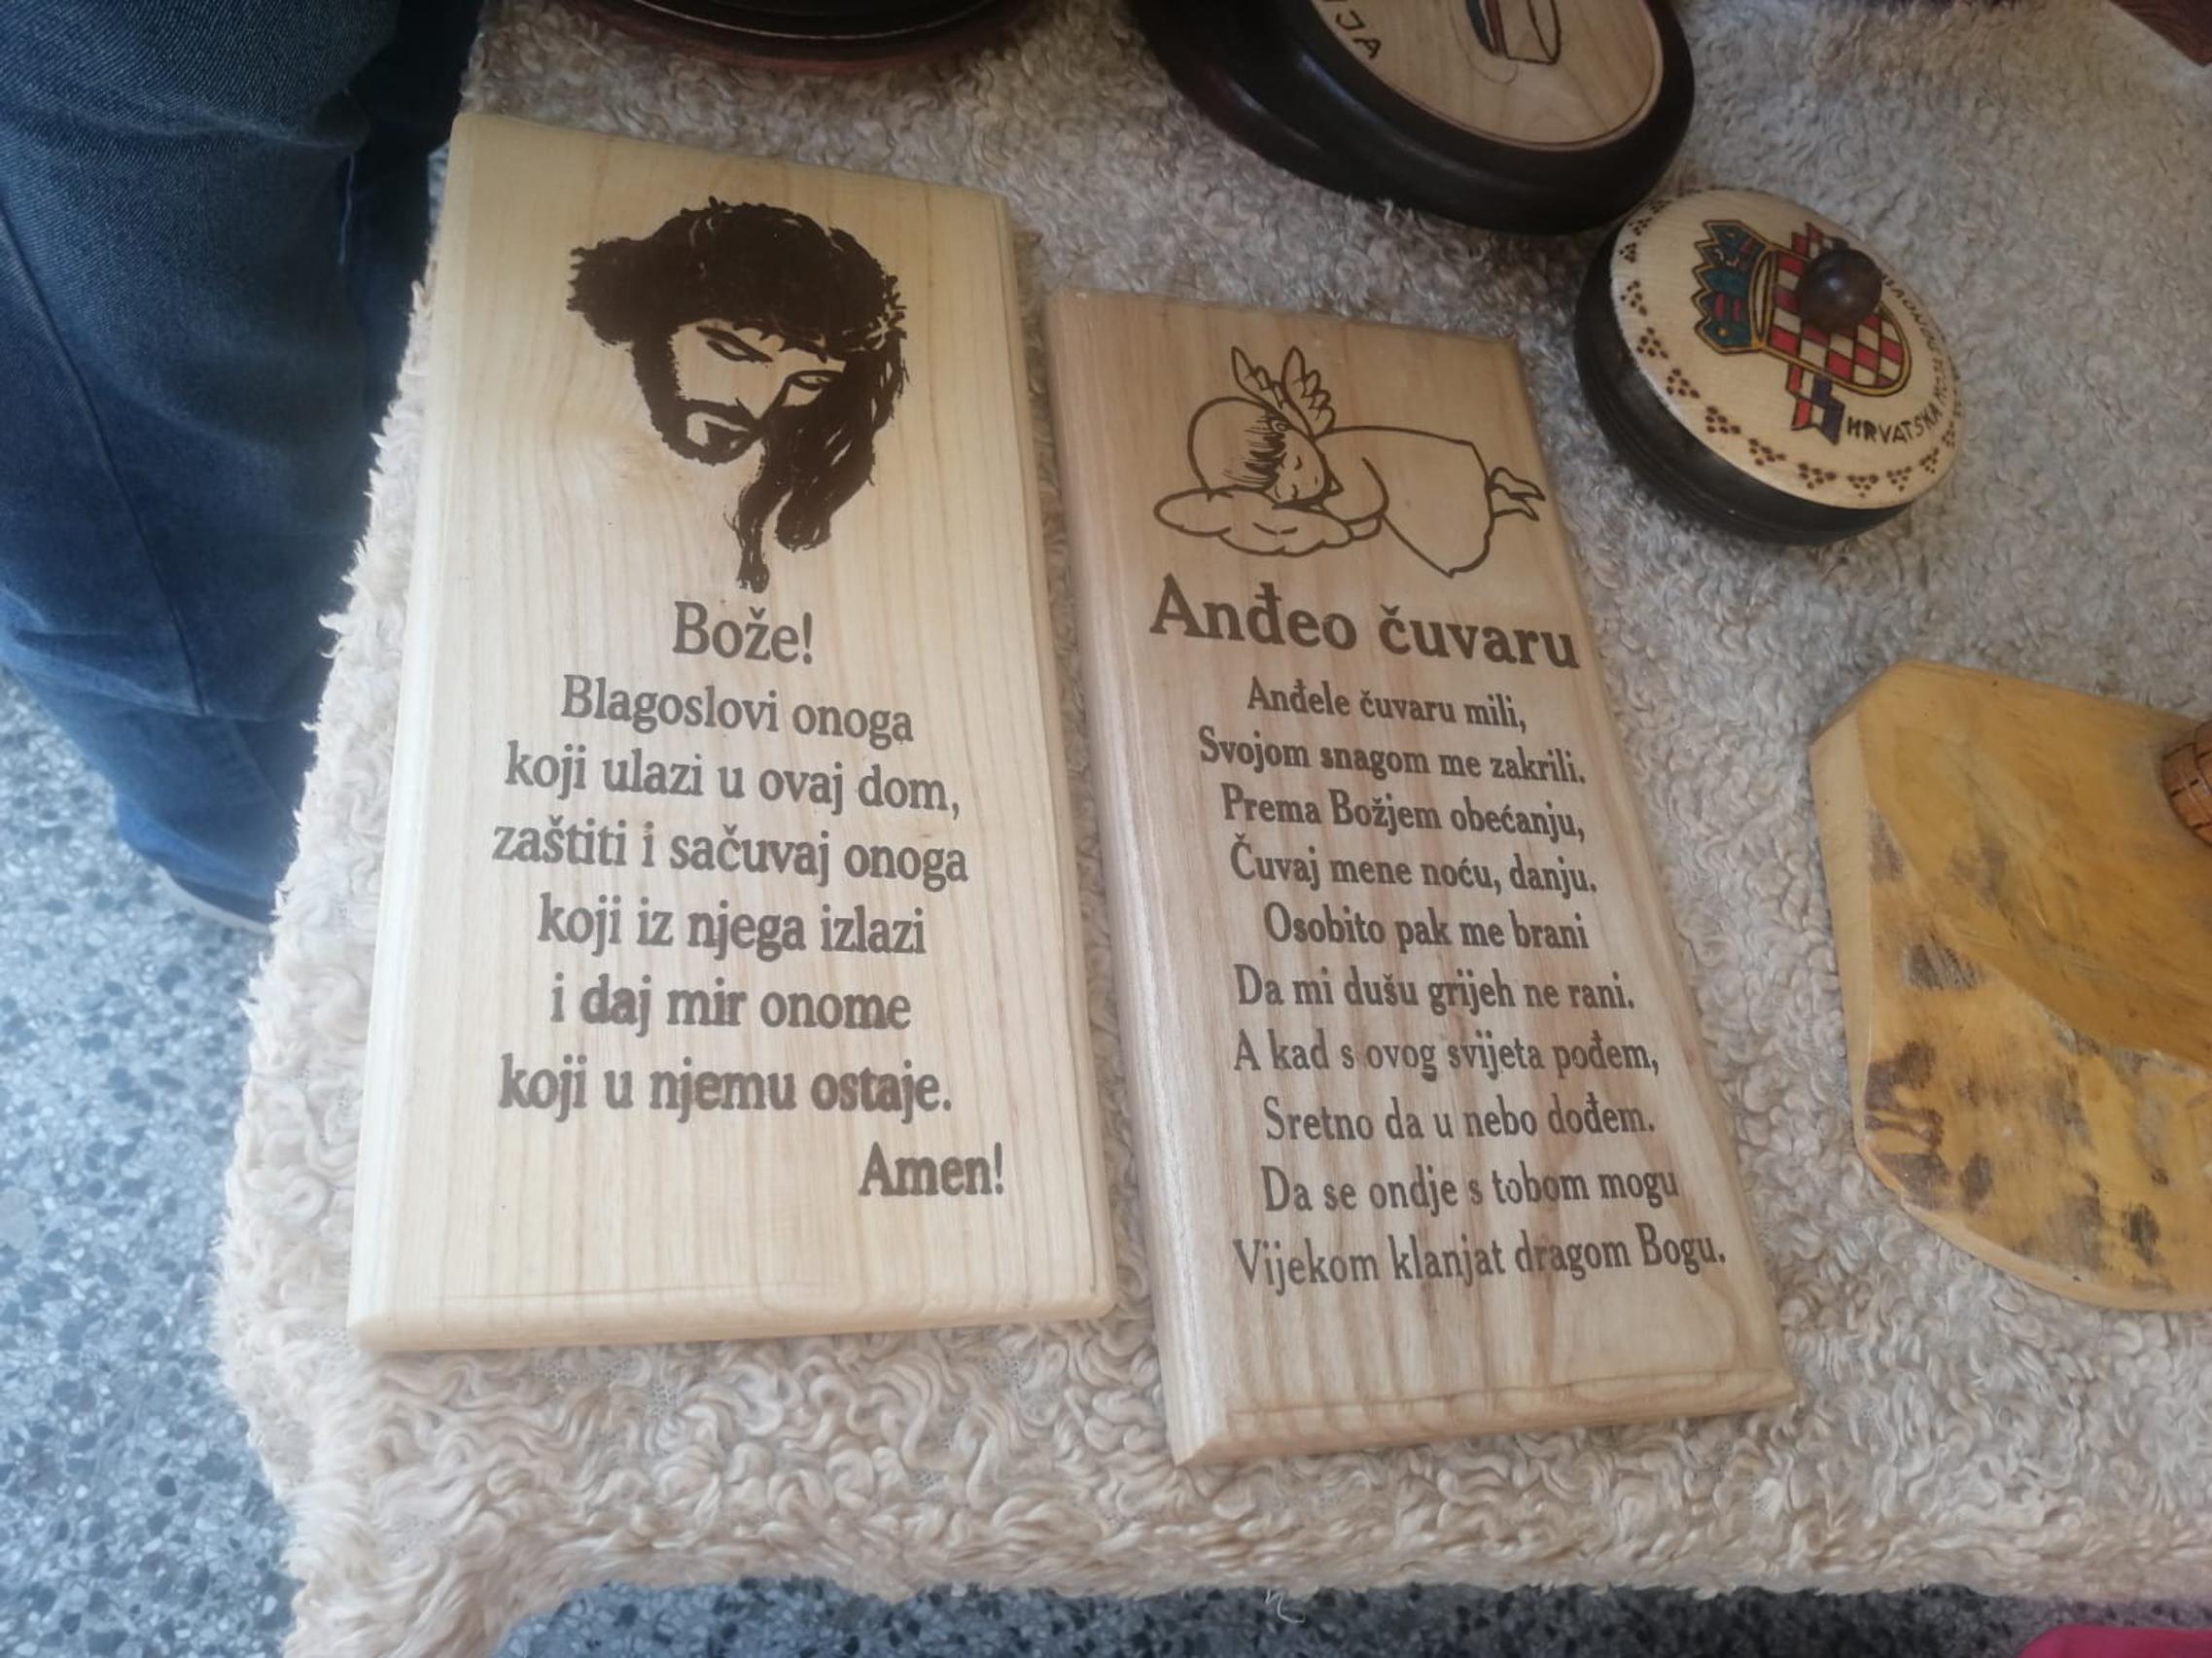 Bože!
Blagoslovi onoga
koji ulazi u ovaj dom,
zaštiti i sačuvaj onoga
koji iz njega izlazi
i daj mir onome
koji u njemu ostaje.
Amen!
Anđeo čuvaru
Anđele čuvaru mili,
Svojom snagom me zakrili.
Prema Božjem obećanju,
Čuvaj mene noću, danju.
Osobito pak me brani
Da mi dušu grijeh ne rani.
A kad s ovog svijeta pođem,
Sretno da u nebo dođem.
Da se ondje s tobom mogu
Vijekom klanjat dragom Bogu.
HRVATSKA